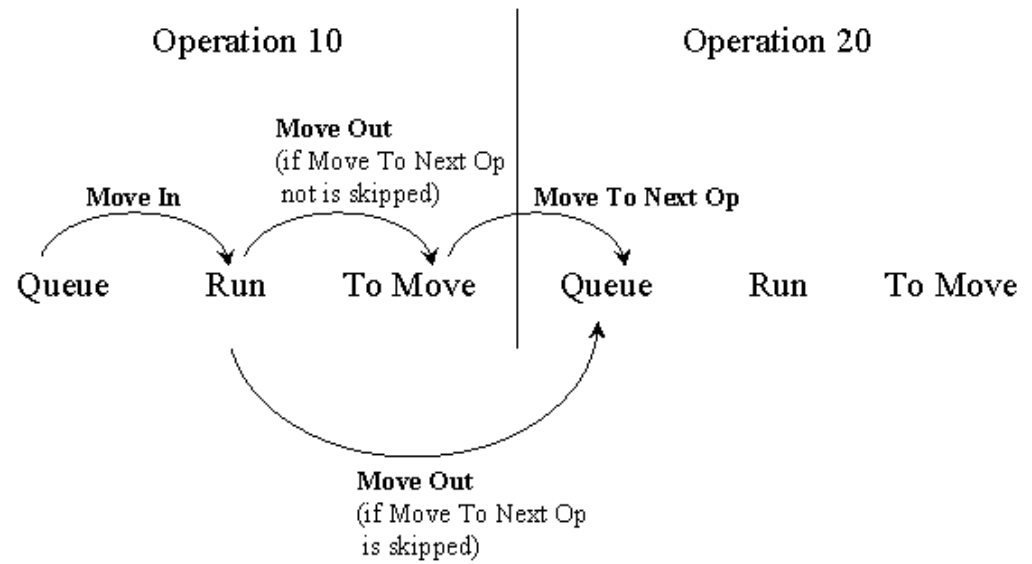 Operation 10
Operation 20
Move Out
(if Move To Next Op
not is skipped)
Move In
Move To Next Op
Queue
Run
To Move
Queue
Run
To Move
Move Out
(if Move To Next Op
is skipped)